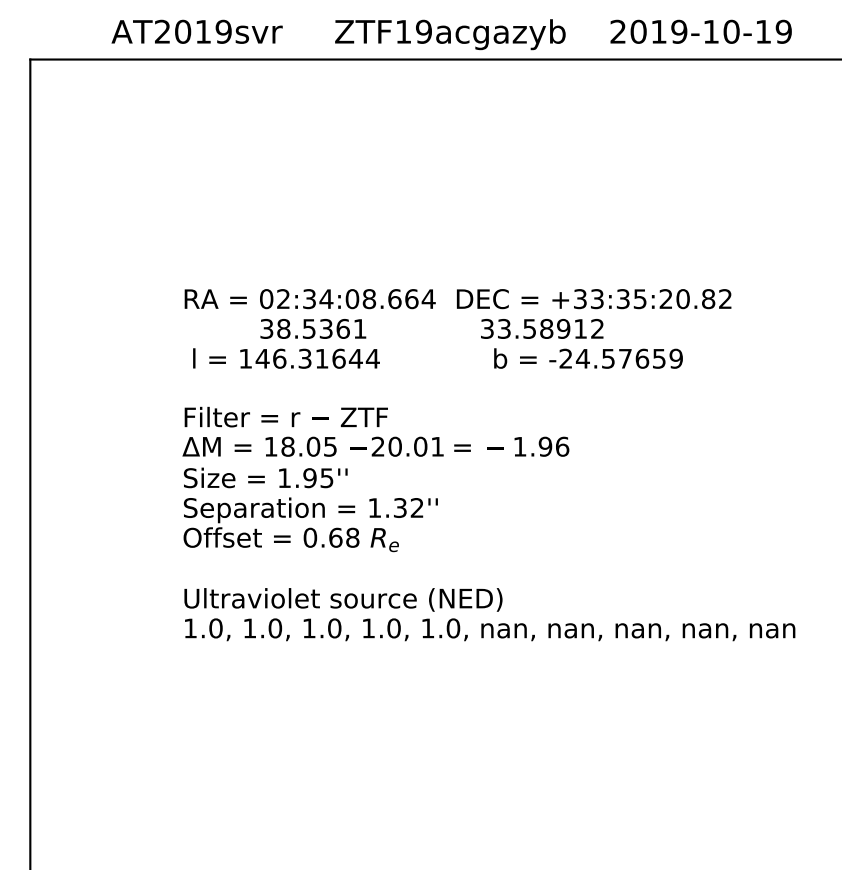 AT2019svr ZTF19acgazyb 2019-10-19
RA = 02:34:08.664 DEC = +33:35:20.82
38.5361 33.58912
l = 146.31644 b = -24.57659
Filter = r − ZTF
ΔM = 18.05 −20.01 = − 1.96
Size = 1.95''
Separation = 1.32''
Offset = 0.68 Re
Ultraviolet source (NED)
1.0, 1.0, 1.0, 1.0, 1.0, nan, nan, nan, nan, nan